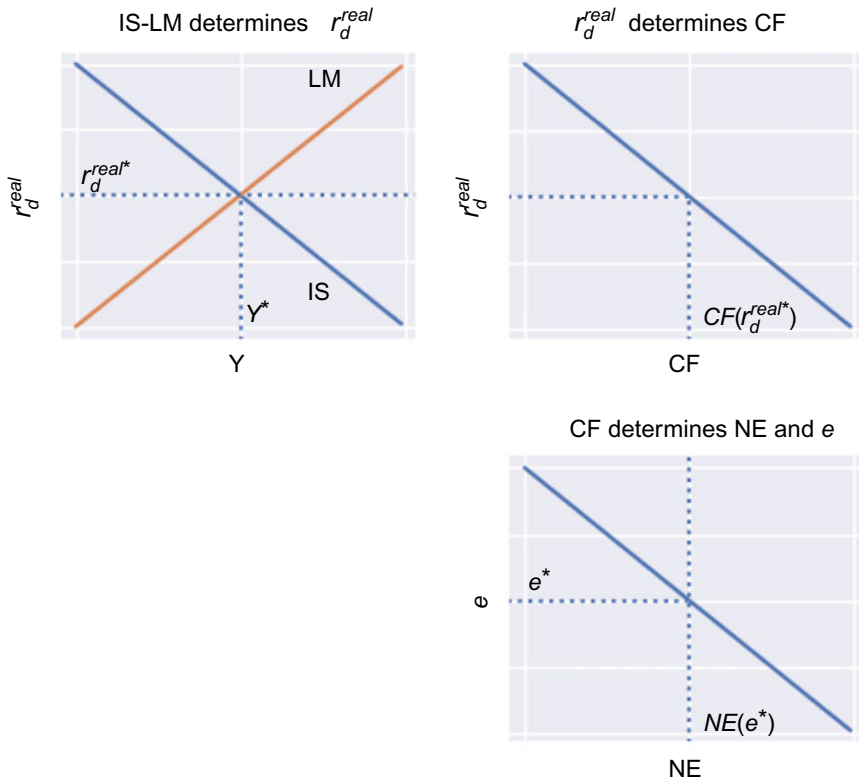 IS-LM determines r_d^{real}
LM
r_d^{real*}
r_d^{real}
IS
Y*
Y
r_d^{real} determines CF
r_d^{real}
CF(r_d^{real*})
CF
CF determines NE and e
e*
e
NE(e*)
NE